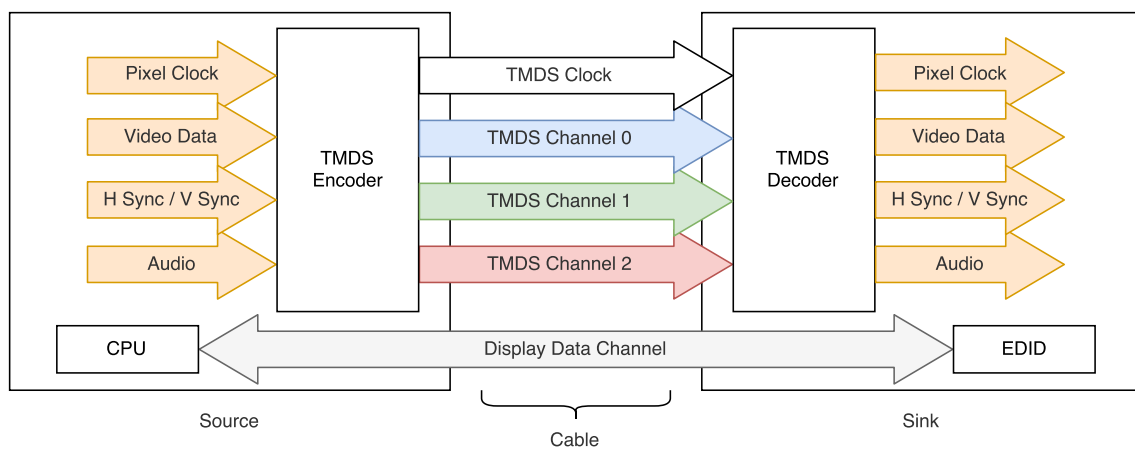 Pixel Clock
TMDS Clock
Pixel Clock
Video Data
TMDS Channel 0
Video Data
TMDS
Encoder
TMDS
Decoder
H Sync / V Sync
TMDS Channel 1
H Sync / V Sync
Audio
TMDS Channel 2
Audio
CPU
Display Data Channel
EDID
Source
Cable
Sink